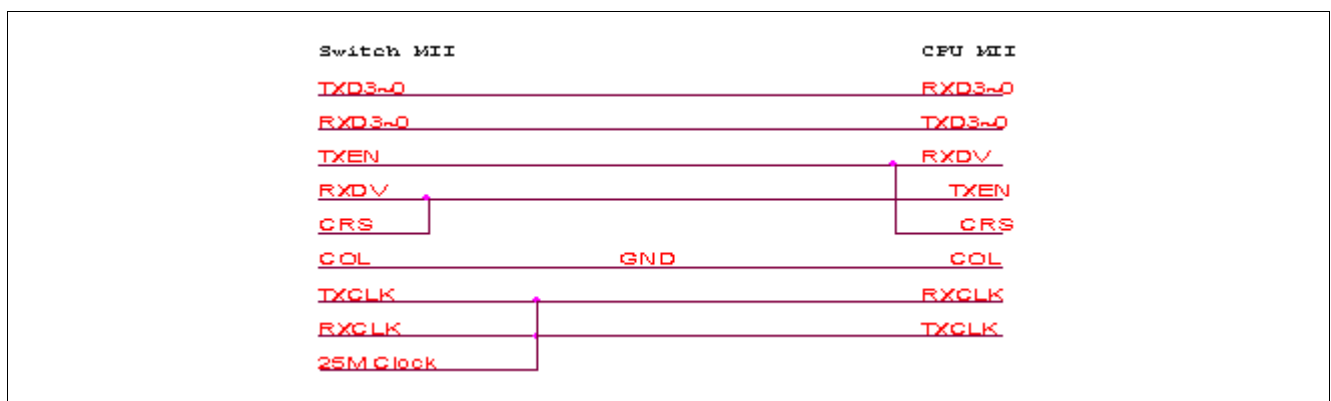 Switch MII CPU MII
TXD3~0 RXD3~0
RXD3~0 TXD3~0
TXEN RXDV
RXDV TXEN
CRS CRS
COL GND COL
TXCLK RXCLK
RXCLK TXCLK
25M Clock